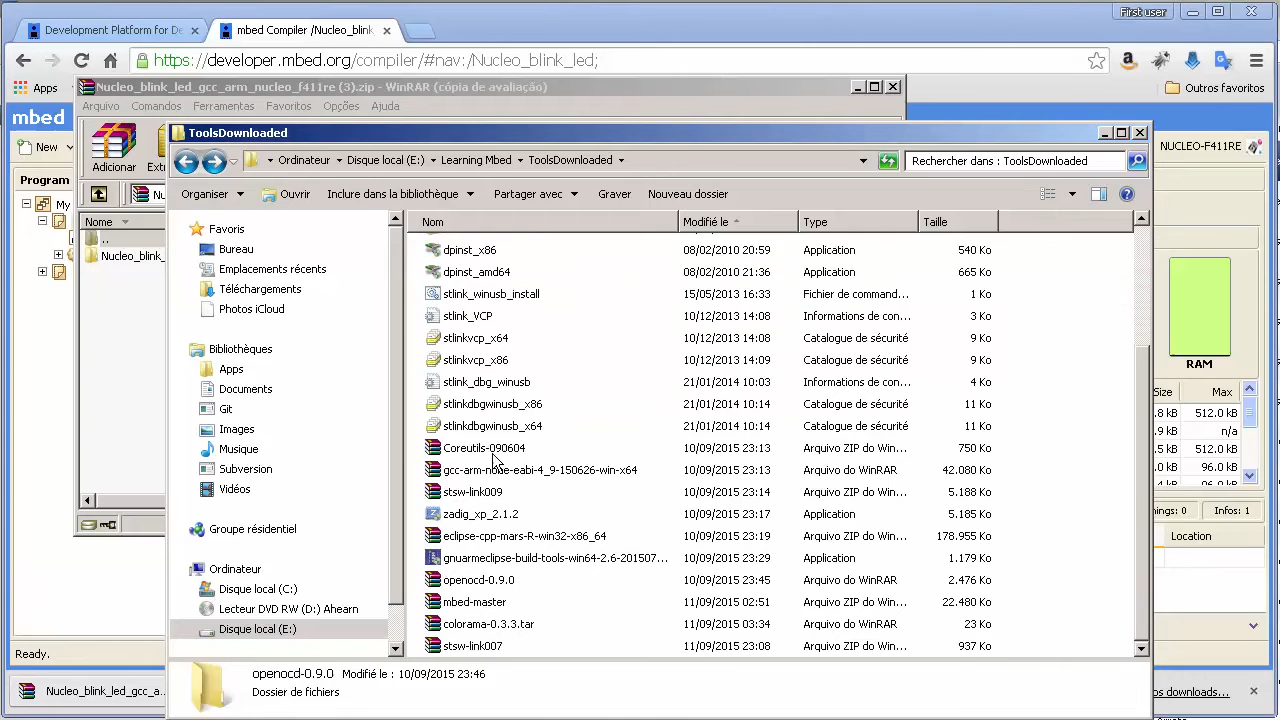 First user
Development Platform for De
mbed Compiler /Nucleo_blink
https://developer.mbed.org/compiler/#nav:/Nucleo_blink_led;
Apps
Outros favoritos
Nucleo_blink_led_gcc_arm_nucleo_f411re (3).zip - WinRAR (cópia de avaliação)
Arquivo Comandos Ferramentas Favoritos Opções Ajuda
mbed
New
Adicionar
Program
My
Nome
..
Nucleo_blink_
ToolsDownloaded
Ordinateur Disque local (E:) Learning Mbed ToolsDownloaded
Rechercher dans : ToolsDownloaded
Organiser Ouvrir Inclure dans la bibliothèque Partager avec Graver Nouveau dossier
Favoris
Bureau
Emplacements récents
Téléchargements
Photos iCloud
Bibliothèques
Apps
Documents
Git
Images
Musique
Subversion
Vidéos
Groupe résidentiel
Ordinateur
Disque local (C:)
Lecteur DVD RW (D:) Ahearn
Disque local (E:)
Nom Modifié le Type Taille
dpinst_x86 08/02/2010 20:59 Application 540 Ko
dpinst_amd64 08/02/2010 21:36 Application 665 Ko
stlink_winusb_install 15/05/2013 16:33 Fichier de command... 1 Ko
stlink_VCP 10/12/2013 14:08 Informations de con... 3 Ko
stlinkvcp_x64 10/12/2013 14:08 Catalogue de sécurité 9 Ko
stlinkvcp_x86 10/12/2013 14:09 Catalogue de sécurité 9 Ko
stlink_dbg_winusb 21/01/2014 10:03 Informations de con... 4 Ko
stlinkdbgwinusb_x86 21/01/2014 10:14 Catalogue de sécurité 11 Ko
stlinkdbgwinusb_x64 21/01/2014 10:14 Catalogue de sécurité 11 Ko
Coreutils-090604 10/09/2015 23:13 Arquivo ZIP do Win... 750 Ko
gcc-arm-none-eabi-4_9-150626-win-x64 10/09/2015 23:13 Arquivo do WinRAR 42.080 Ko
stsw-link009 10/09/2015 23:14 Arquivo ZIP do Win... 5.188 Ko
zadig_xp_2.1.2 10/09/2015 23:17 Application 5.185 Ko
eclipse-cpp-mars-R-win32-x86_64 10/09/2015 23:19 Arquivo ZIP do Win... 178.955 Ko
gnuarmeclipse-build-tools-win64-2.6-201507... 10/09/2015 23:29 Application 1.179 Ko
openocd-0.9.0 10/09/2015 23:45 Arquivo do WinRAR 2.476 Ko
mbed-master 11/09/2015 02:51 Arquivo ZIP do Win... 22.480 Ko
colorama-0.3.3.tar 11/09/2015 03:34 Arquivo do WinRAR 23 Ko
stsw-link007 11/09/2015 23:08 Arquivo ZIP do Win... 937 Ko
openocd-0.9.0 Modifié le : 10/09/2015 23:46
Dossier de fichiers
NUCLEO-F411RE
RAM
Size Max
.8 kB 512.0 kB
.9 kB n/a
.3 kB 512.0 kB
96.0 k
Infos: 1
Location
Ready.
Nucleo_blink_led_gcc_a...
os downloads...